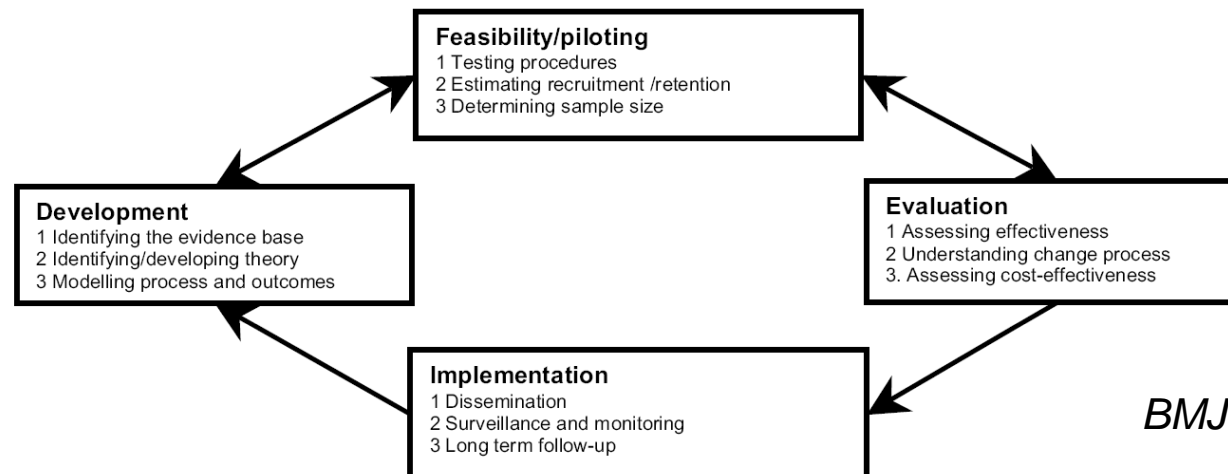 Feasibility/piloting
1 Testing procedures
2 Estimating recruitment /retention
3 Determining sample size
Development
1 Identifying the evidence base
2 Identifying/developing theory
3 Modelling process and outcomes
Evaluation
1 Assessing effectiveness
2 Understanding change process
3. Assessing cost-effectiveness
Implementation
1 Dissemination
2 Surveillance and monitoring
3 Long term follow-up
BMJ